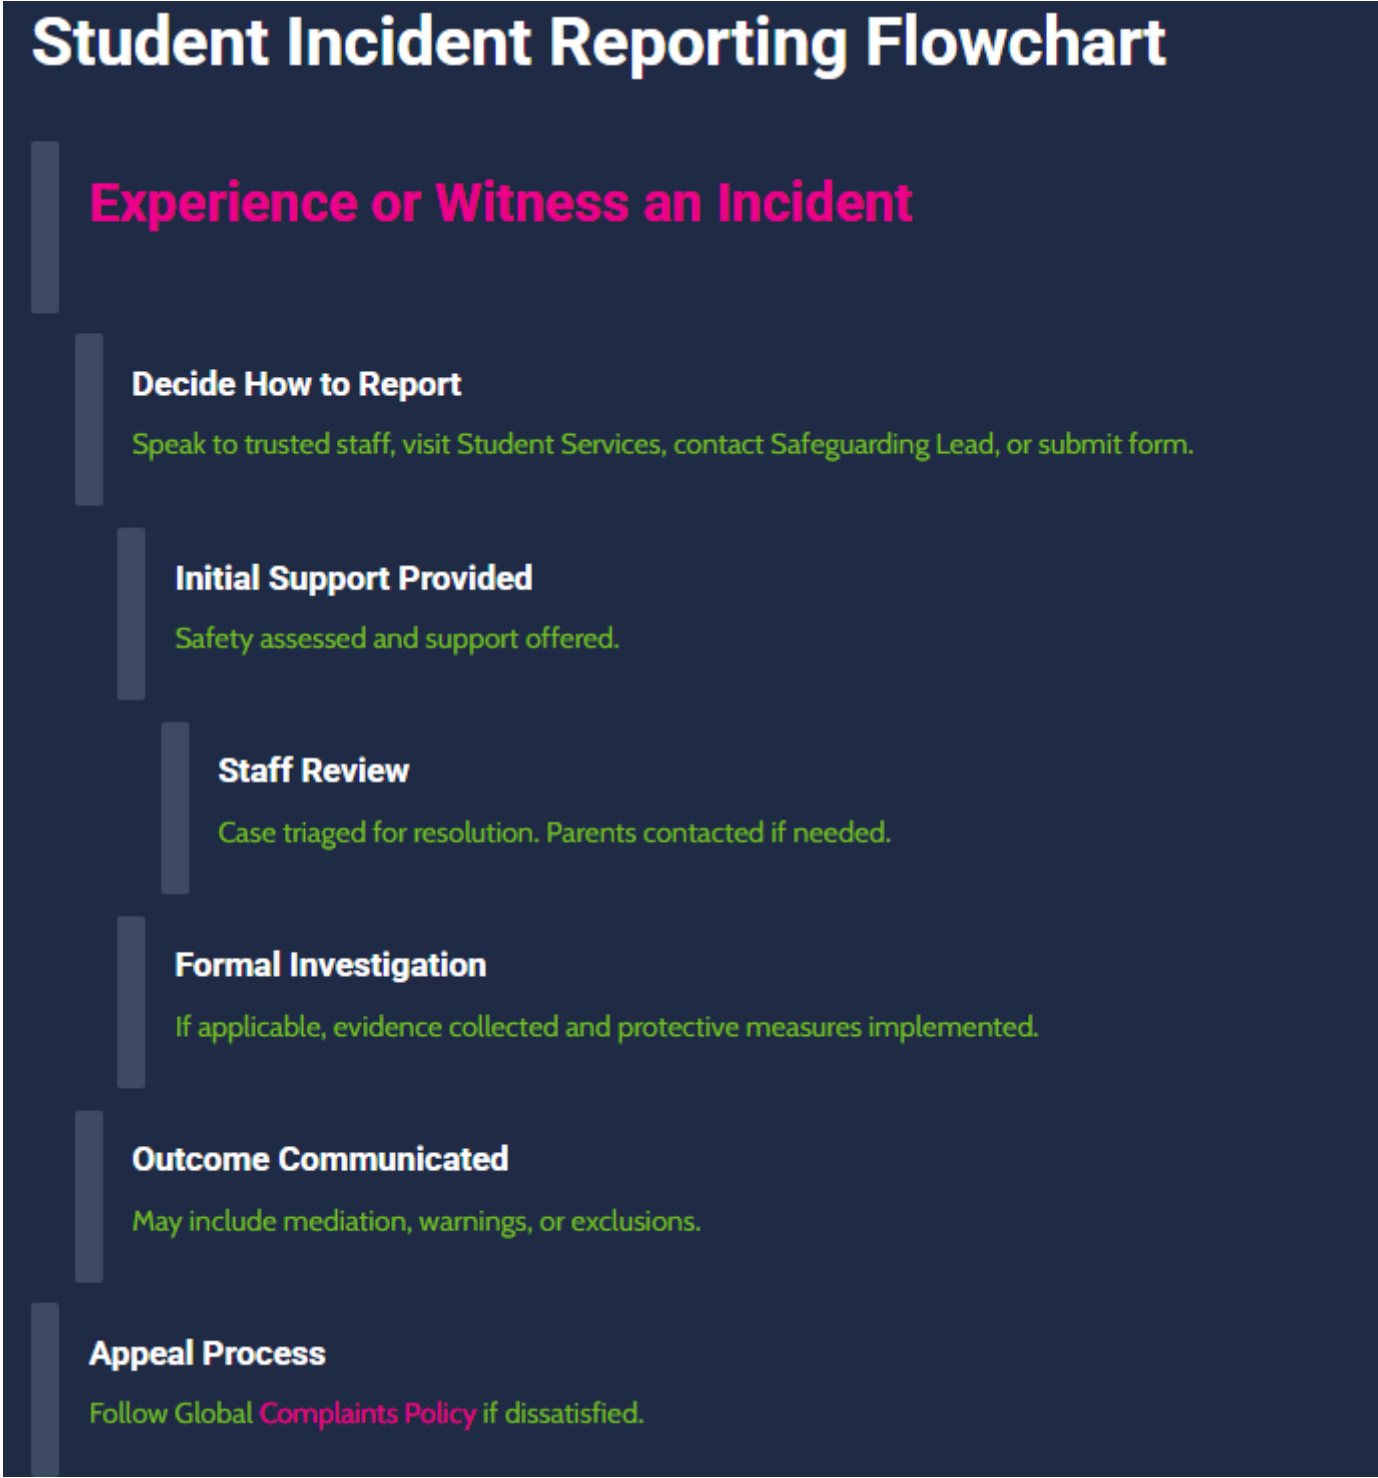 Student Incident Reporting Flowchart
Experience or Witness an Incident
Decide How to Report
Speak to trusted staff, visit Student Services, contact Safeguarding Lead, or submit form.
Initial Support Provided
Safety assessed and support offered.
Staff Review
Case triaged for resolution. Parents contacted if needed.
Formal Investigation
If applicable, evidence collected and protective measures implemented.
Outcome Communicated
May include mediation, warnings, or exclusions.
Appeal Process
Follow Global Complaints Policy if dissatisfied.